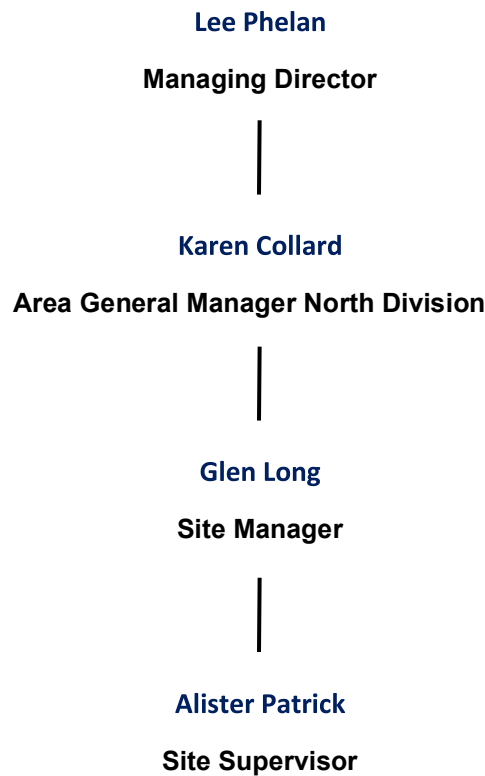 Lee Phelan
Managing Director
Karen Collard
Area General Manager North Division
Glen Long
Site Manager
Alister Patrick
Site Supervisor